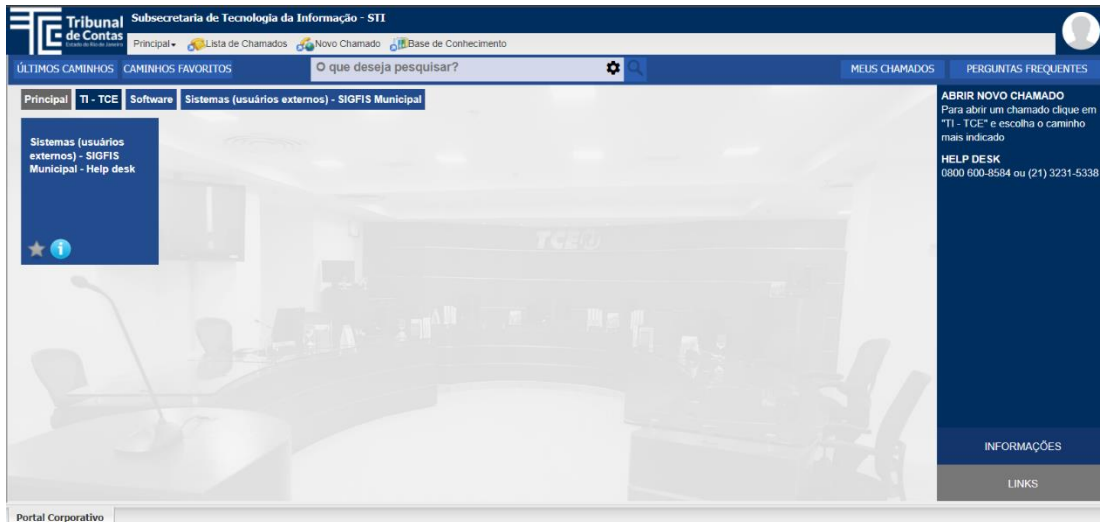 Tribunal
de Contas
Estado do Rio de Janeiro
Subsecretaria de Tecnologia da Informação - STI
Principal Lista de Chamados Novo Chamado Base de Conhecimento
ÚLTIMOS CAMINHOS CAMINHOS FAVORITOS O que deseja pesquisar? MEUS CHAMADOS PERGUNTAS FREQUENTES
Principal TI - TCE Software Sistemas (usuários externos) - SIGFIS Municipal
Sistemas (usuários
externos) - SIGFIS
Municipal - Help desk
ABRIR NOVO CHAMADO
Para abrir um chamado clique em
"TI - TCE" e escolha o caminho
mais indicado
HELP DESK
0800 600-8584 ou (21) 3231-5338
INFORMAÇÕES
LINKS
Portal Corporativo